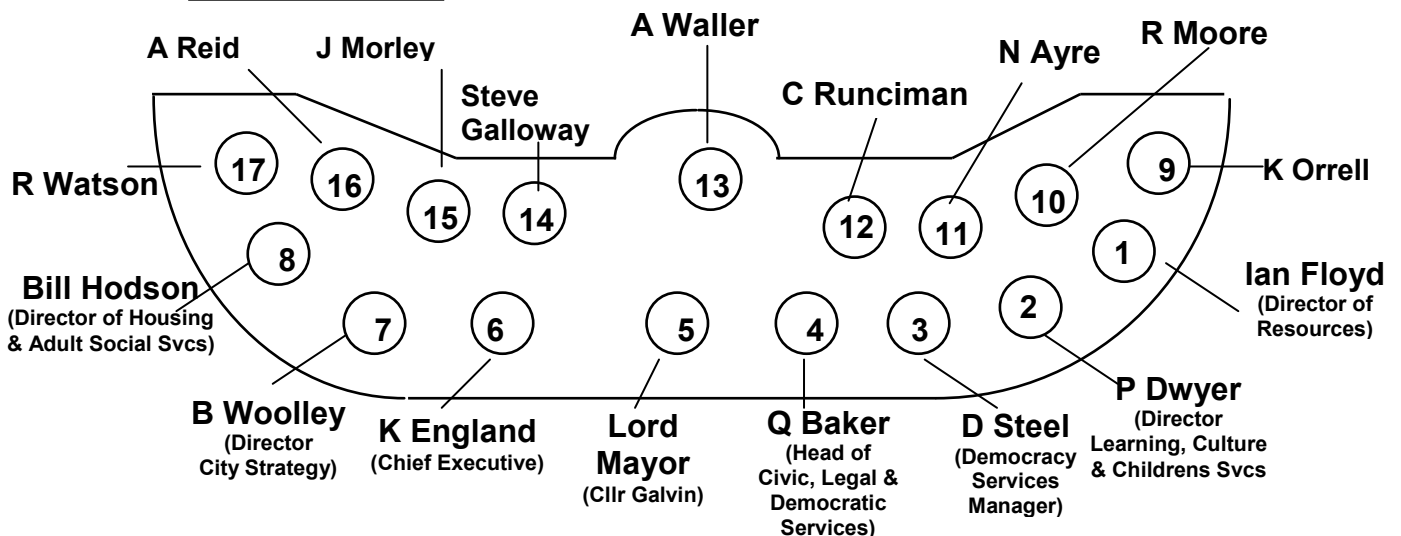 A Reid
J Morley
A Waller
N Ayre
R Moore
Steve
Galloway
C Runciman
R Watson
17
16
15
14
13
12
11
10
9
K Orrell
8
1
Bill Hodson
(Director of Housing
& Adult Social Svcs)
7
6
5
4
3
2
Ian Floyd
(Director of
Resources)
B Woolley
(Director
City Strategy)
K England
(Chief Executive)
Lord
Mayor
(Cllr Galvin)
Q Baker
(Head of
Civic, Legal &
Democratic
Services)
D Steel
(Democracy
Services
Manager)
P Dwyer
(Director
Learning, Culture
& Childrens Svcs